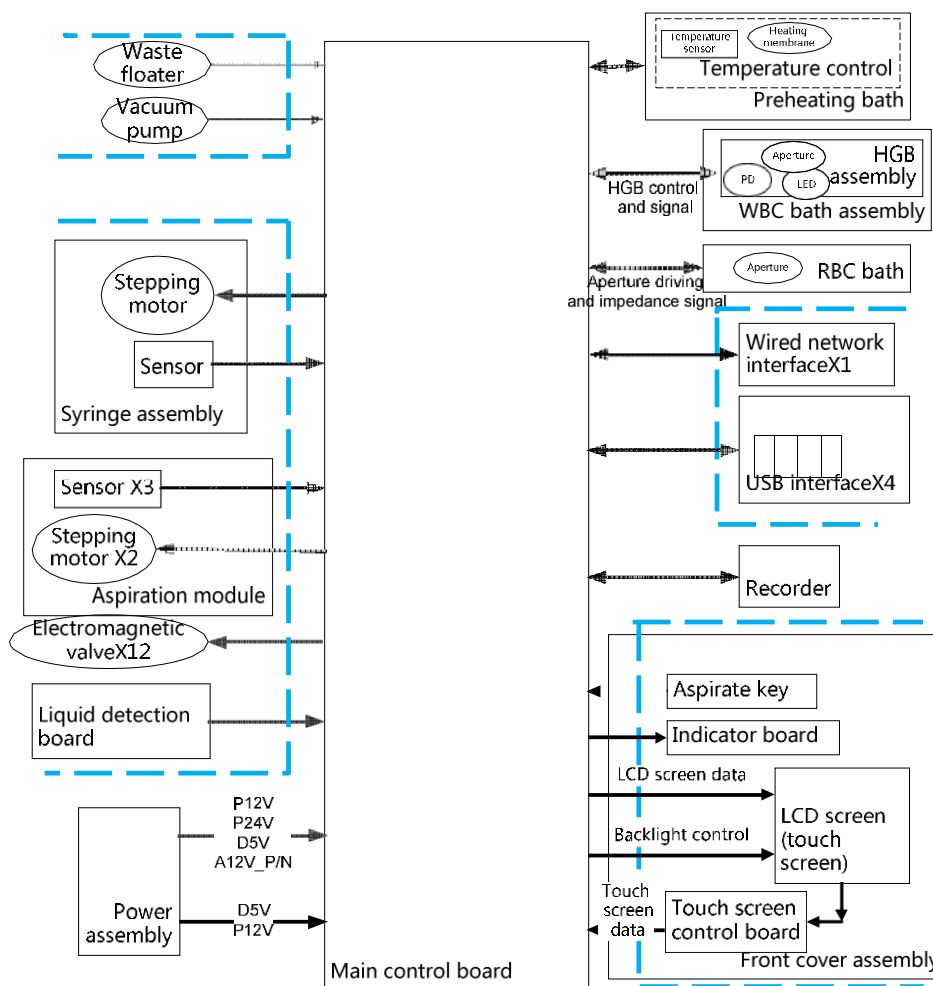 Waste
floater
Vacuum
pump
Stepping
motor
Sensor
Syringe assembly
Sensor X3
Stepping
motor X2
Aspiration module
Electromagnetic
valveX12
Liquid detection
board
P12V
P24V
D5V
A12V_P/N
Power
assembly
D5V
P12V
Main control board
Temperature
sensor
Heating
membrane
Temperature control
Preheating bath
Aperture
PD
LED
HGB
assembly
WBC bath assembly
HGB control
and signal
Aperture
RBC bath
Aperture driving
and impedance signal
Wired network
interfaceX1
USB interfaceX4
Recorder
Aspirate key
Indicator board
LCD screen data
Backlight control
LCD screen
(touch
screen)
Touch
screen
data
Touch screen
control board
Front cover assembly